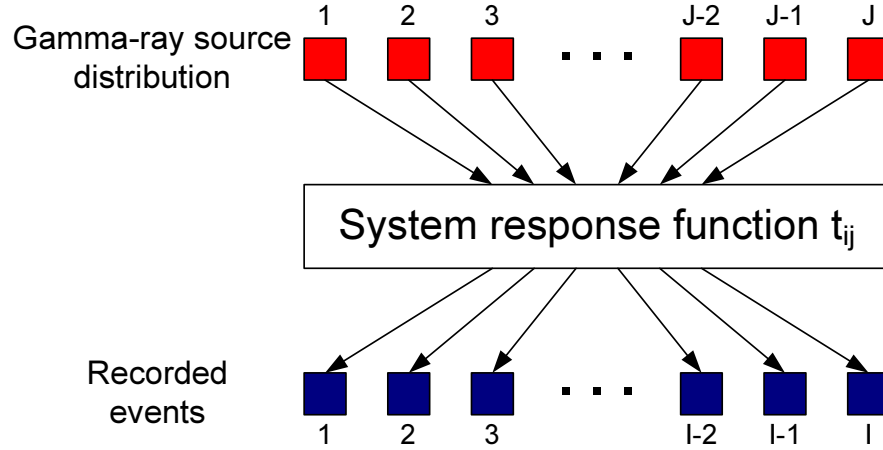 1 2 3 J-2 J-1 J
Gamma-ray source
distribution
. . .
System response function tij
Recorded
events
. . .
1 2 3 I-2 I-1 I